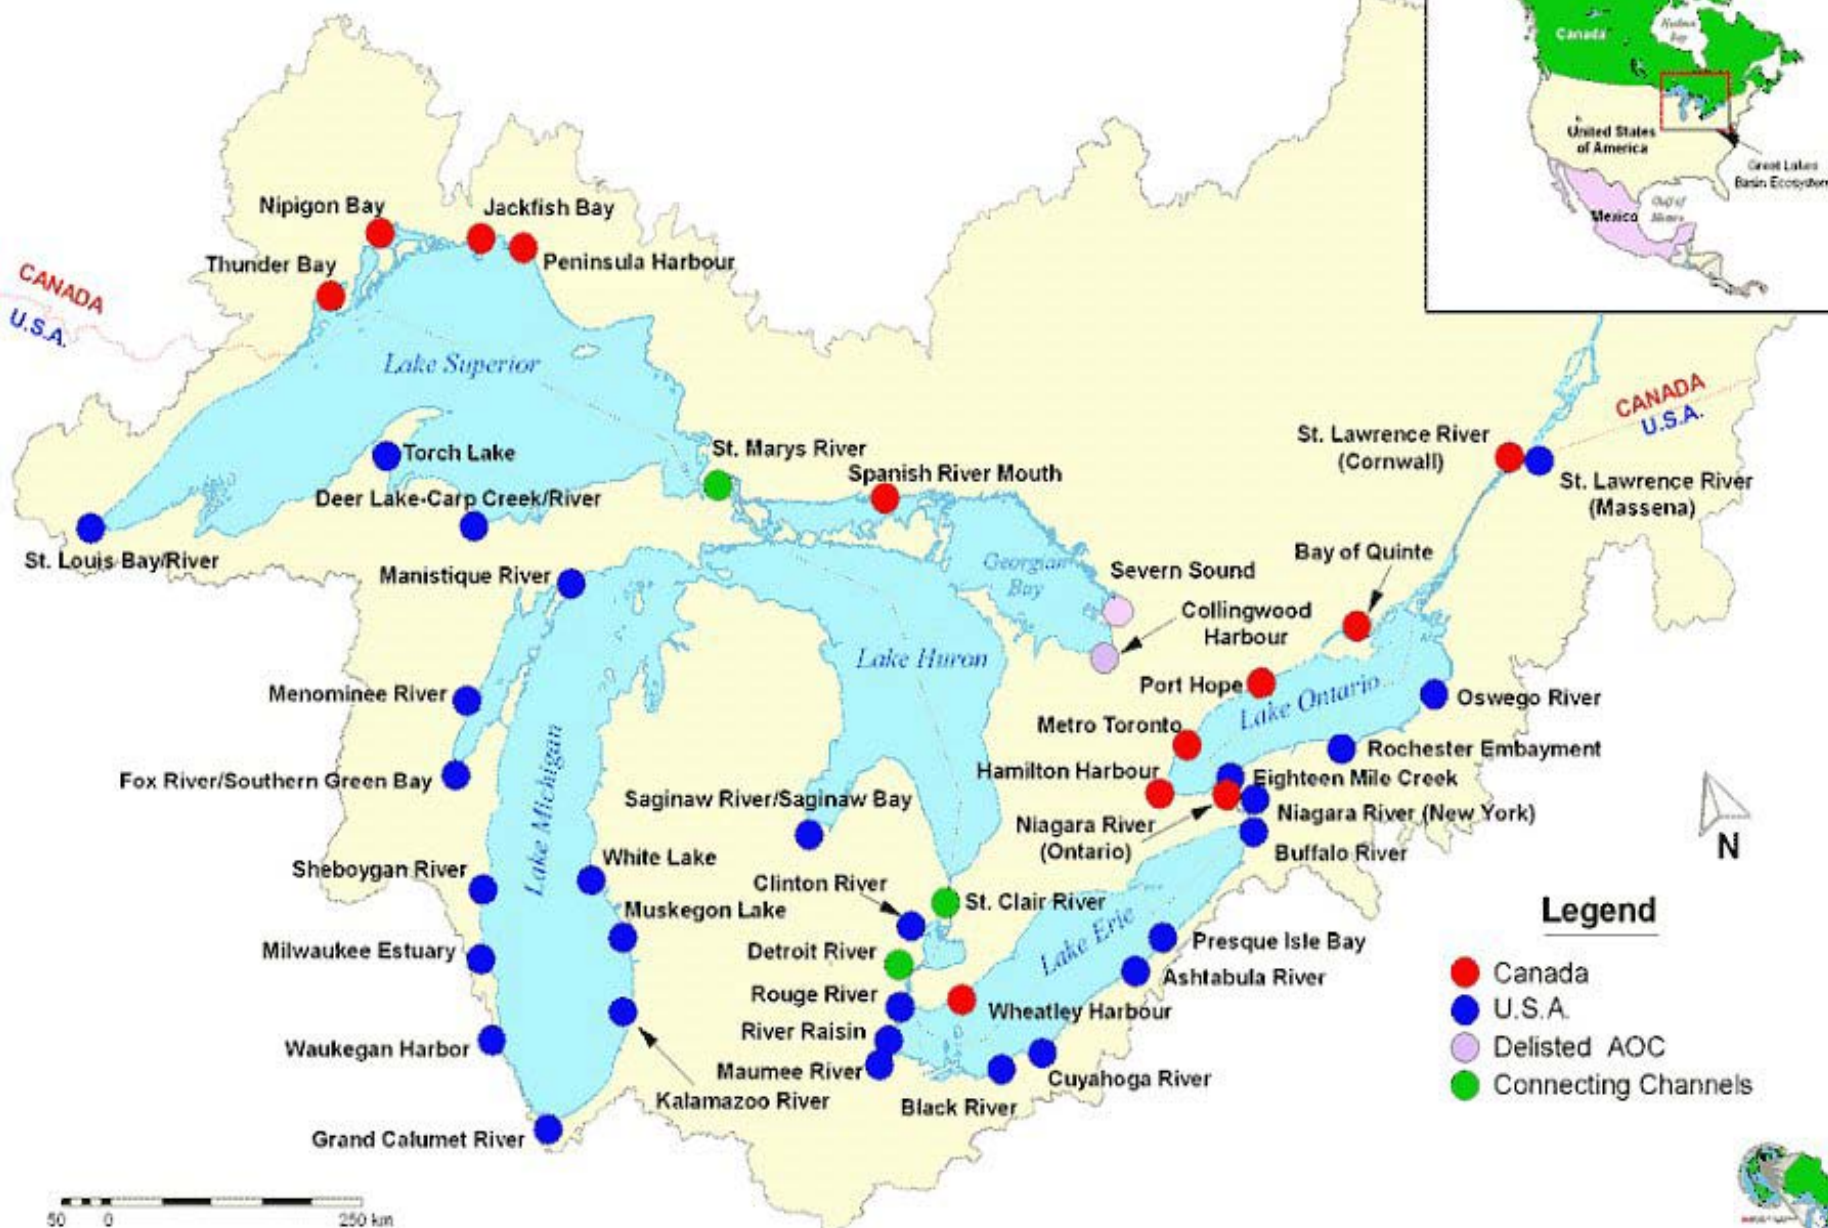 Canada
Hudson
Bay
United States
of America
Great Lakes
Basin Ecosystem
Mexico
Gulf of
Mexico
CANADA
U.S.A.
Nipigon Bay
Jackfish Bay
Thunder Bay
Peninsula Harbour
Lake Superior
Torch Lake
Deer Lake-Carp Creek/River
St. Louis Bay/River
St. Marys River
Spanish River Mouth
Manistique River
Georgian
Bay
Severn Sound
Collingwood
Harbour
CANADA
U.S.A.
St. Lawrence River
(Cornwall)
St. Lawrence River
(Massena)
Bay of Quinte
Lake Huron
Menominee River
Port Hope
Lake Ontario
Oswego River
Metro Toronto
Rochester Embayment
Hamilton Harbour
Eighteen Mile Creek
Fox River/Southern Green Bay
Lake Michigan
Saginaw River/Saginaw Bay
Niagara River
(Ontario)
Niagara River (New York)
Buffalo River
Sheboygan River
White Lake
Clinton River
St. Clair River
Muskegon Lake
Lake Erie
Milwaukee Estuary
Detroit River
Presque Isle Bay
Ashtabula River
Rouge River
Wheatley Harbour
Waukegan Harbor
River Raisin
Maumee River
Cuyahoga River
Kalamazoo River
Black River
Grand Calumet River
N
Legend
Canada
U.S.A.
Delisted AOC
Connecting Channels
50 0 250 km